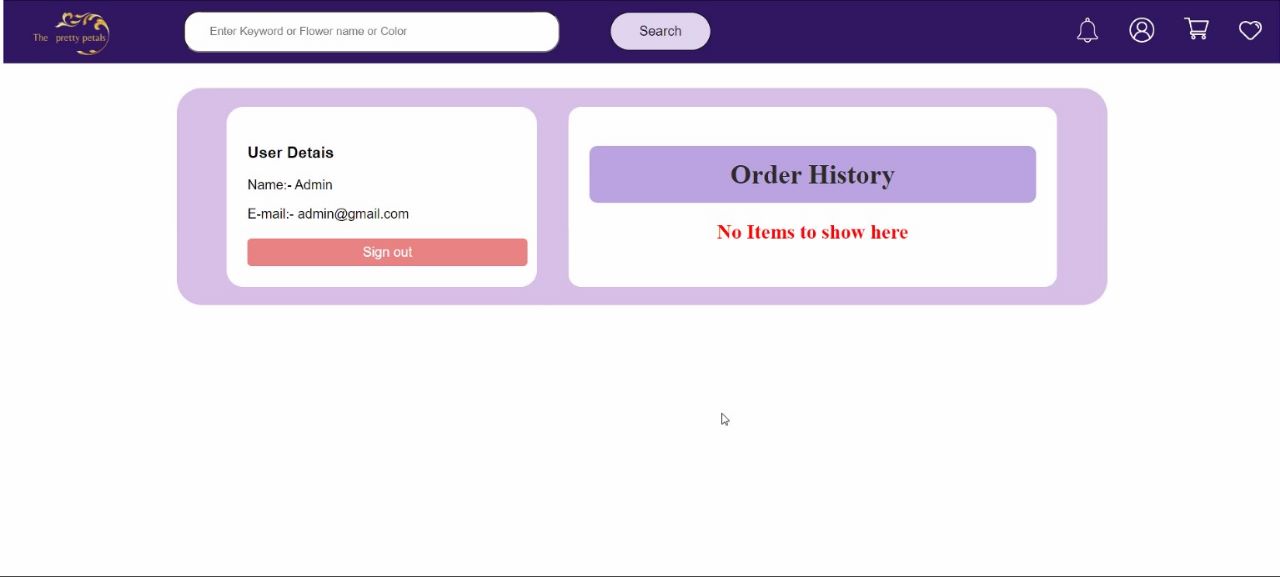 The pretty petals
Enter Keyword or Flower name or Color
Search
User Detais
Name:- Admin
E-mail:- admin@gmail.com
Sign out
Order History
No Items to show here